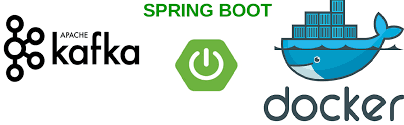 SPRING BOOT
APACHE
kafka
docker